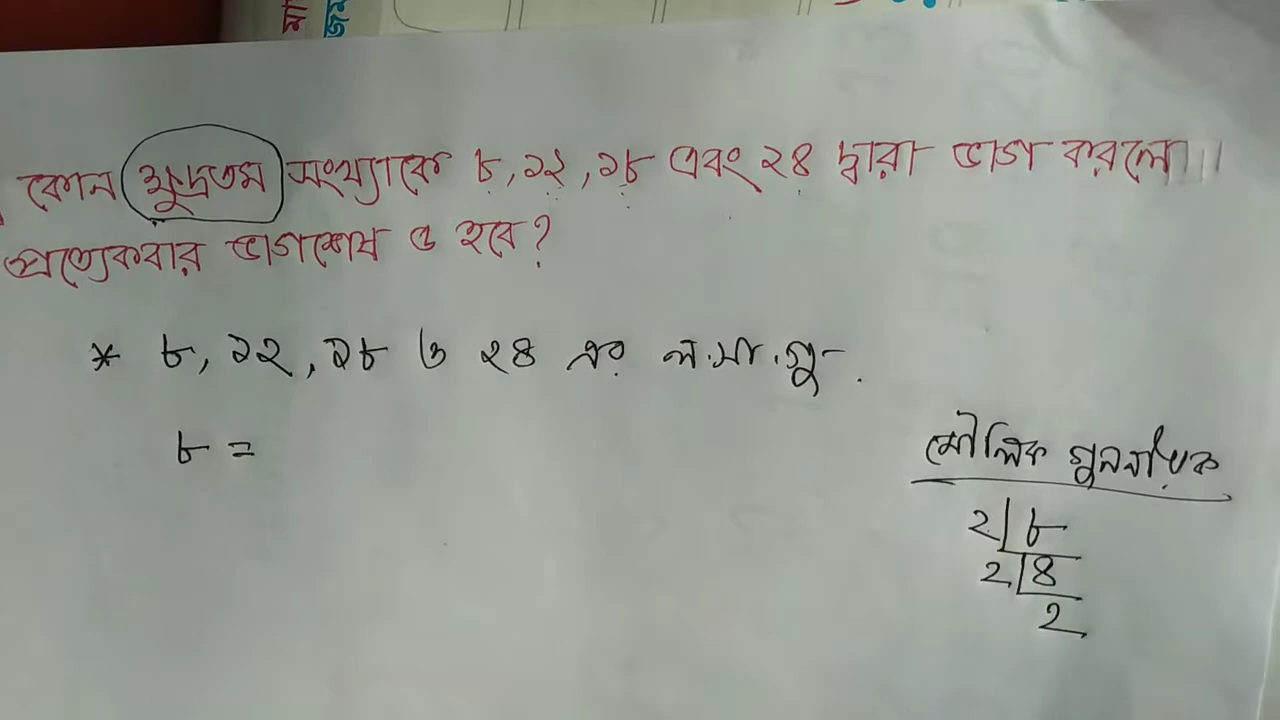 কোন ক্ষুদ্রতম সংখ্যাকে ৮, ১২, ১৮ এবং ২৪ দ্বারা ভাগ করলে
প্রত্যেকবার ভাগশেষ ৫ হবে?
* ৮, ১২, ১৮ ও ২৪ এর ল.সা.গু-
৮ =
মৌলিক গুননীয়ক
২ ৮
২ ৪
২